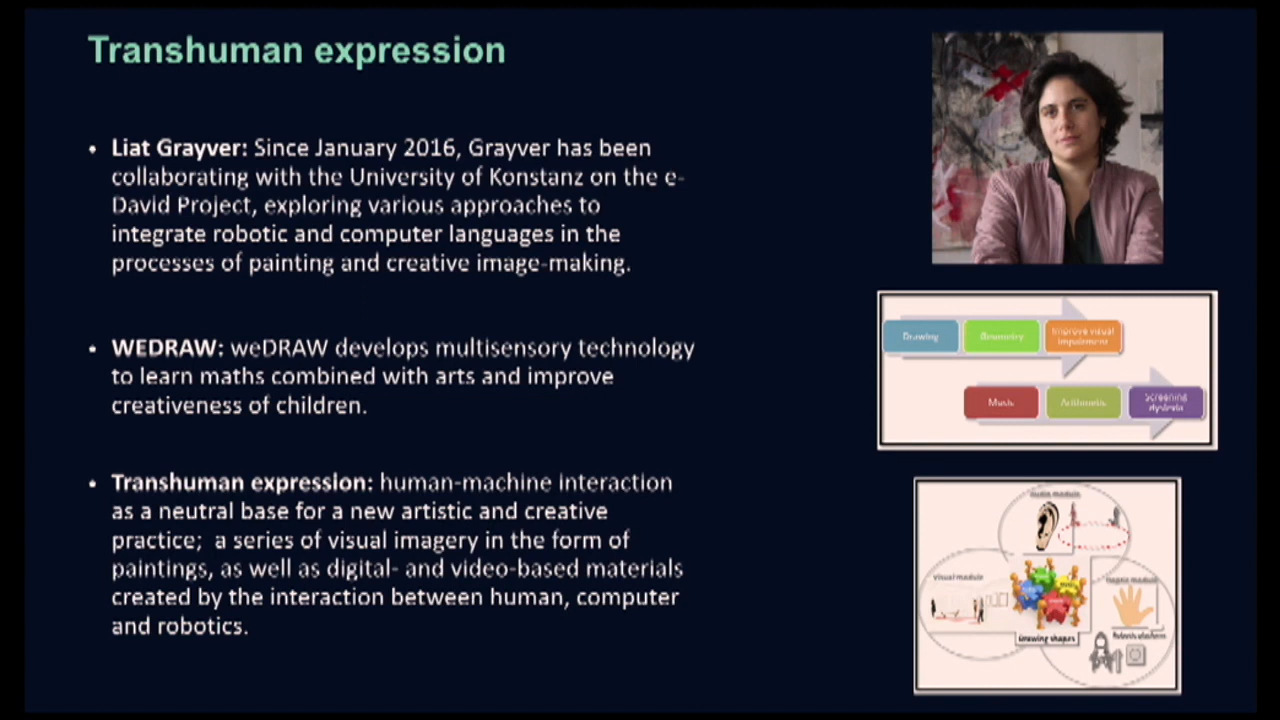 Transhuman expression
• Liat Grayver: Since January 2016, Grayver has been
collaborating with the University of Konstanz on the e-
David Project, exploring various approaches to
integrate robotic and computer languages in the
processes of painting and creative image-making.
• WEDRAW: weDRAW develops multisensory technology
to learn maths combined with arts and improve
creativeness of children.
• Transhuman expression: human-machine interaction
as a neutral base for a new artistic and creative
practice;  a series of visual imagery in the form of
paintings, as well as digital- and video-based materials
created by the interaction between human, computer
and robotics.
Drawing
Geometry
Improve visual
impairment
Music
Arithmetic
Screening
dyslexia
audio module
visual module
haptic module
Drawing shapes
Robotic platform